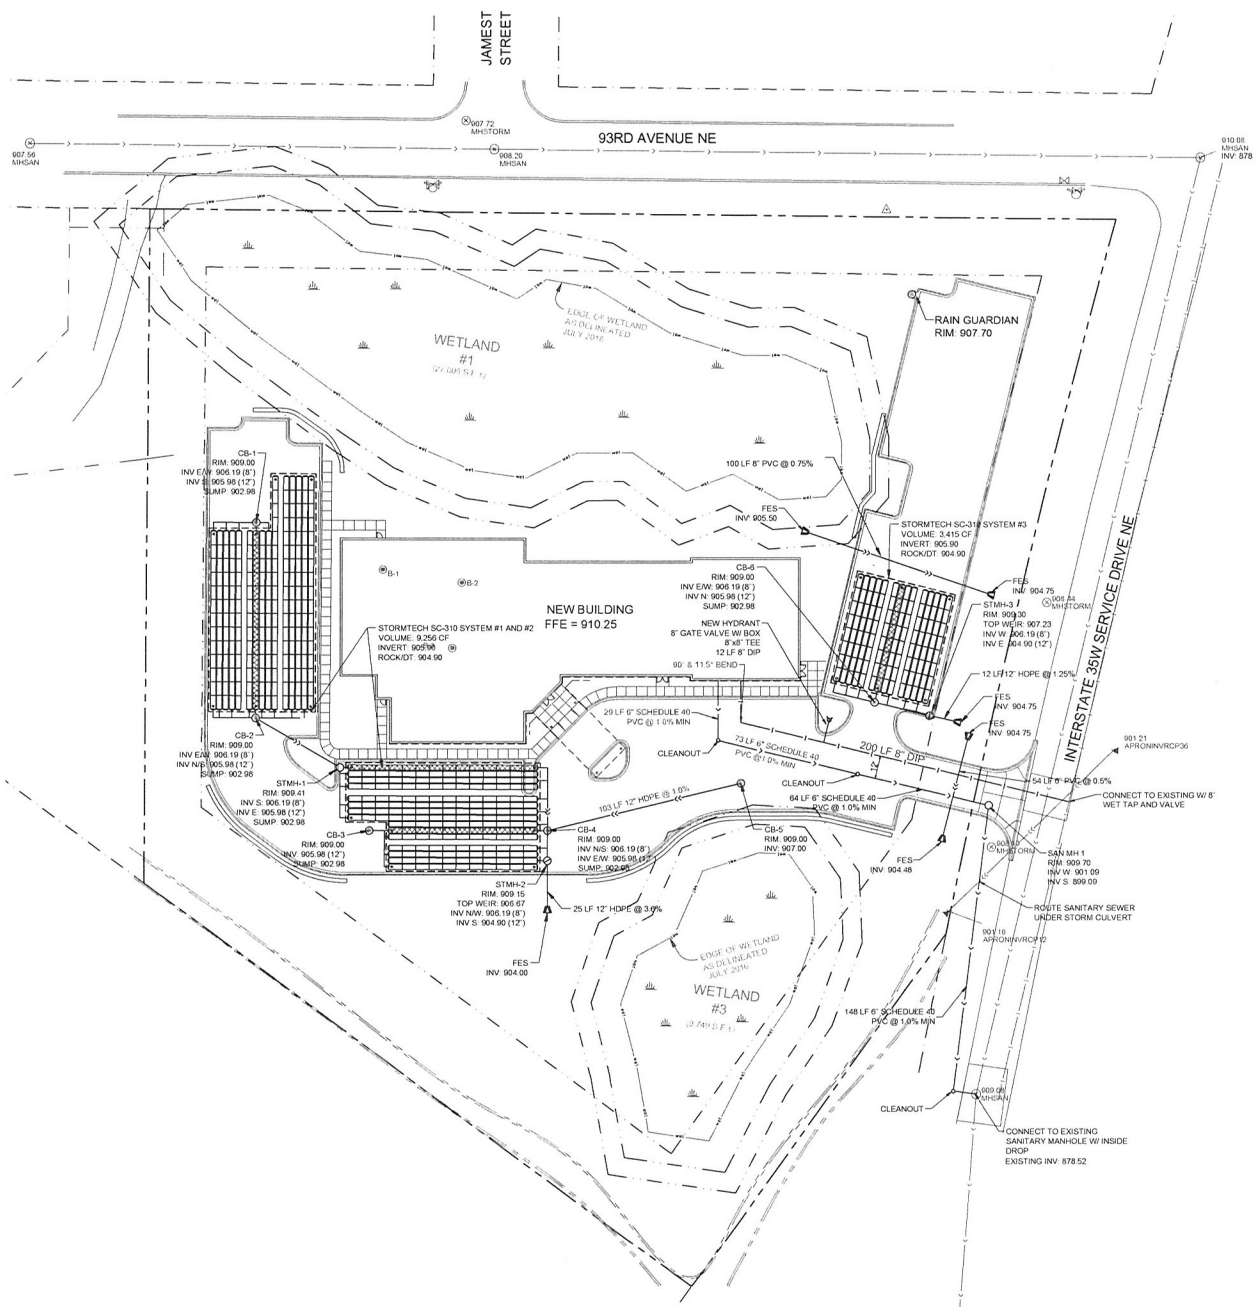 JAMEST
STREET
907.72
MHSTORM
93RD AVENUE NE
907.56
MHSAN
908.20
MHSAN
910.08
MHSAN
INV: 878
EDGE OF WETLAND
AS DELINEATED
JULY 2016
WETLAND
#1
RAIN GUARDIAN
RIM: 907.70
CB-1
RIM: 909.00
INV E/W: 906.19 (8")
INV S: 905.98 (12")
SUMP: 902.98
100 LF 8" PVC @ 0.75%
FES
INV: 905.50
STORMTECH SC-310 SYSTEM #3
VOLUME: 3,415 CF
INVERT: 905.90
ROCK/DT: 904.90
CB-6
RIM: 909.00
INV E/W: 906.19 (8")
INV N: 905.98 (12")
SUMP: 902.98
FES
INV: 904.75
908.44
MHSTORM
STMH-3
RIM: 909.30
TOP WEIR: 907.23
INV W: 906.19 (8")
INV E: 904.90 (12")
B-1
B-2
NEW BUILDING
FFE = 910.25
STORMTECH SC-310 SYSTEM #1 AND #2
VOLUME: 9,256 CF
INVERT: 905.90
ROCK/DT: 904.90
NEW HYDRANT
8" GATE VALVE W/ BOX
8"x8" TEE
12 LF 8" DIP
90° & 11.5° BEND
12 LF 12" HDPE @ 1.25%
FES
INV: 904.75
FES
INV: 904.75
INTERSTATE 35W SERVICE DRIVE NE
29 LF 6" SCHEDULE 40
PVC @ 1.0% MIN
CLEANOUT
73 LF 6" SCHEDULE 40
PVC @ 1.0% MIN
200 LF 8" DIP
12'
901.21
APRONINVRCP36
CB-2
RIM: 909.00
INV E/W: 906.19 (8")
INV N/S: 905.98 (12")
SUMP: 902.98
STMH-1
RIM: 909.41
INV S: 906.19 (8")
INV E: 905.98 (12")
SUMP: 902.98
CLEANOUT
64 LF 6" SCHEDULE 40
PVC @ 1.0% MIN
54 LF 6" PVC @ 0.5%
CONNECT TO EXISTING W/ 8"
WET TAP AND VALVE
103 LF 12" HDPE @ 1.0%
CB-3
RIM: 909.00
INV: 905.98 (12")
SUMP: 902.98
CB-4
RIM: 909.00
INV N/S: 906.19 (8")
INV E/W: 905.98 (12")
SUMP: 902.98
CB-5
RIM: 909.00
INV: 907.00
FES
INV: 904.48
MHSTORM
SAN MH 1
RIM: 909.70
INV W: 901.09
INV S: 899.09
STMH-2
RIM: 909.15
TOP WEIR: 906.67
INV N/W: 906.19 (8")
INV S: 904.90 (12")
25 LF 12" HDPE @ 3.6%
FES
INV: 904.00
ROUTE SANITARY SEWER
UNDER STORM CULVERT
901.16
APRONINVRCP12
EDGE OF WETLAND
AS DELINEATED
JULY 2016
WETLAND
#3
148 LF 6" SCHEDULE 40
PVC @ 1.0% MIN
CLEANOUT
909.08
MHSAN
CONNECT TO EXISTING
SANITARY MANHOLE W/ INSIDE
DROP
EXISTING INV: 878.52